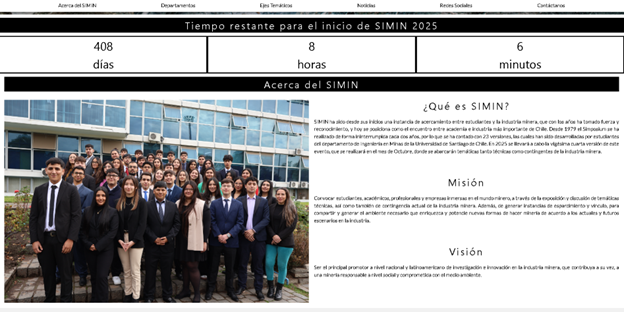 Acerca del SIMIN
Departamentos
Ejes Temáticos
Noticias
Redes Sociales
Contáctanos
Tiempo restante para el inicio de SIMIN 2025
408
días
8
horas
6
minutos
Acerca del SIMIN
¿Qué es SIMIN?
SIMIN ha sido desde sus inicios una instancia de acercamiento entre estudiantes y la industria minera, que con los años ha tomado fuerza y
reconocimiento, y hoy se posiciona como el encuentro entre academia e industria más importante de Chile. Desde 1979 el Simposium se ha
realizado de forma ininterrumpida cada dos años, por lo que se ha contado con 23 versiones, las cuales han sido desarrolladas por estudiantes
del departamento de Ingeniería en Minas de la Universidad de Santiago de Chile. En 2025 se llevará a cabo la vigésima cuarta versión de este
evento, que se realizará en el mes de Octubre, donde se abarcarán temáticas tanto técnicas como contingentes de la industria minera.
Misión
Convocar estudiantes, académicos, profesionales y empresas inmersas en el mundo minero, a través de la exposición y discusión de temáticas
técnicas, así como también de contingencia actual de la industria minera. Además, de generar instancias de esparcimiento y vínculo, para
compartir y generar el ambiente necesario que enriquezca y potencie nuevas formas de hacer minería de acuerdo a los actuales y futuros
escenarios en la industria.
Visión
Ser el principal promotor a nivel nacional y latinoamericano de investigación e innovación en la industria minera, que contribuya a su vez, a
una minería responsable a nivel social y comprometida con el medio ambiente.